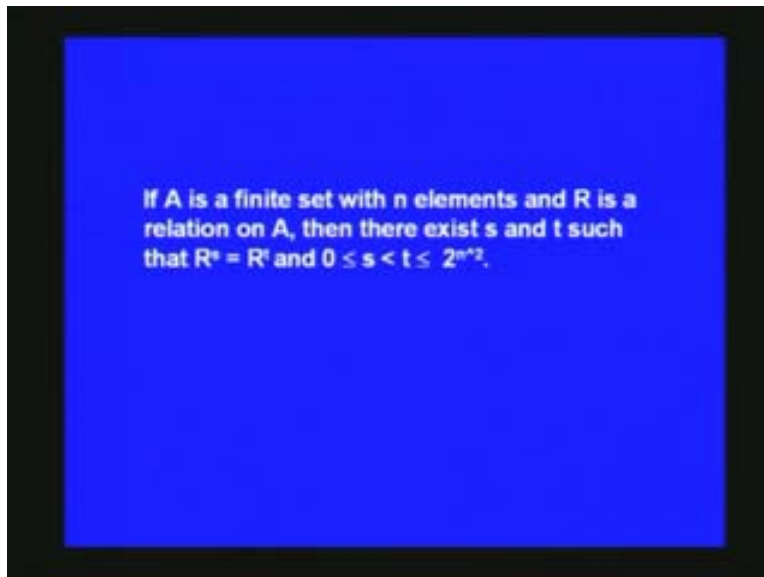 If A is a finite set with n elements and R is a
relation on A, then there exist s and t such
that Rˢ = Rᵗ and 0 ≤ s < t ≤ 2ⁿ^².